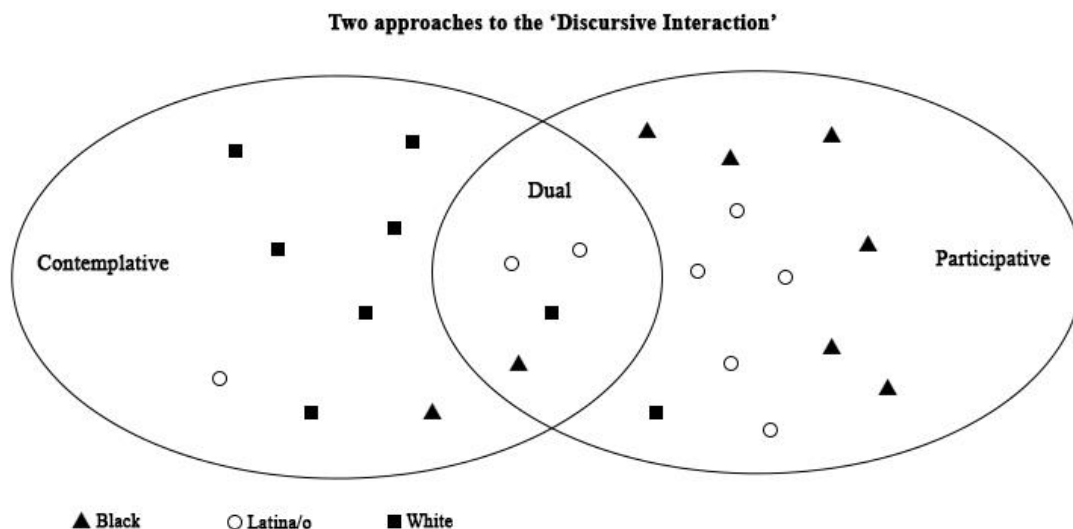 Two approaches to the ‘Discursive Interaction’
Dual
Contemplative
Participative
Black
Latina/o
White